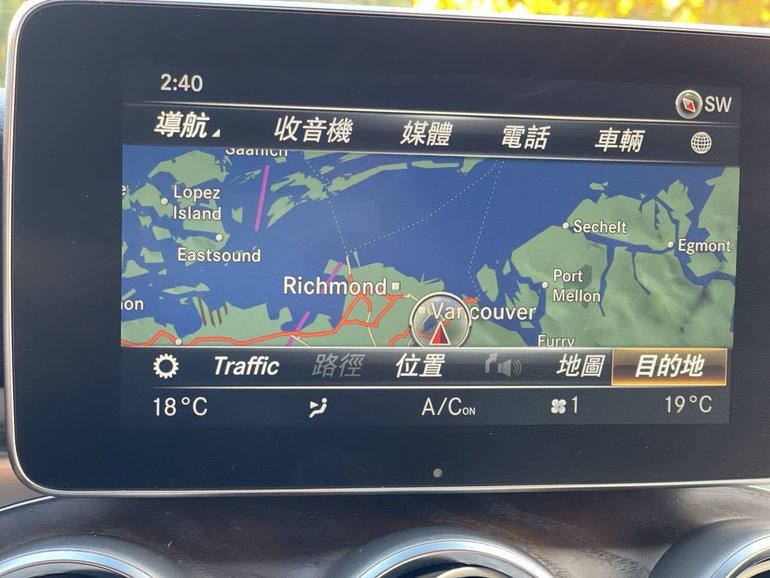 2:40
SW
導航 收音機 媒體 電話 車輛
Saanich
Lopez
Island
Sechelt
Eastsound
Egmont
Richmond
Port
Mellon
on
Vancouver
Furry
Traffic 路徑 位置 地圖 目的地
18°C A/C ON 1 19°C